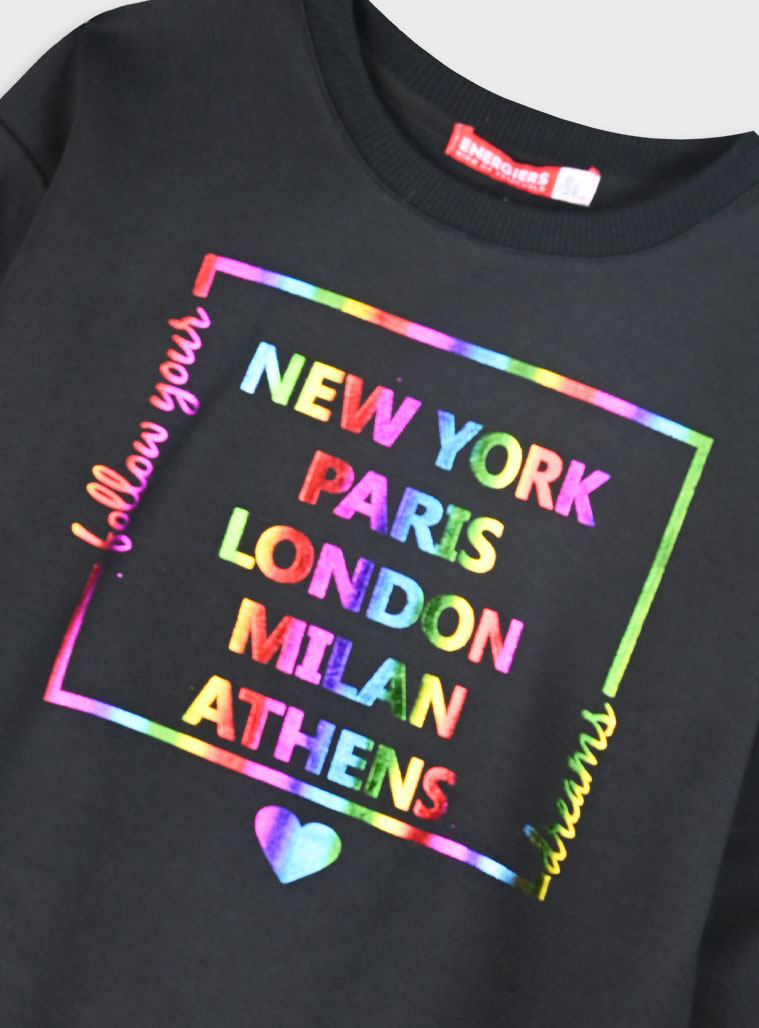 ENERGIERS
follow your
NEW YORK
PARIS
LONDON
MILAN
ATHENS
dreams